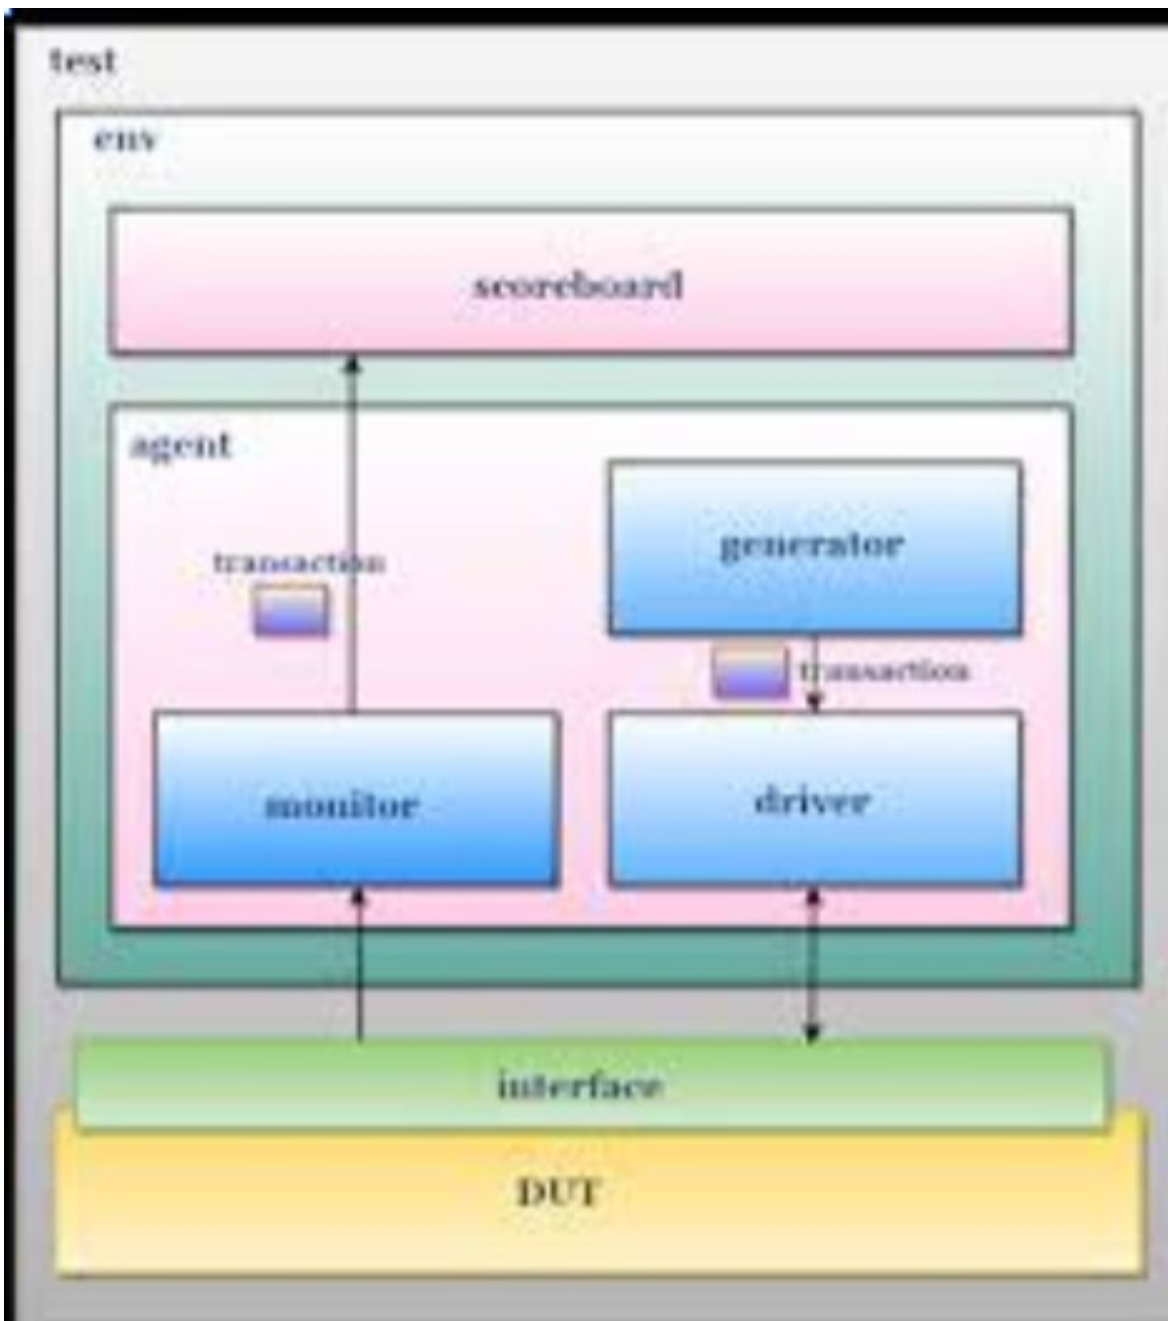 test
env
scoreboard
agent
generator
transaction
transaction
monitor
driver
interface
DUT